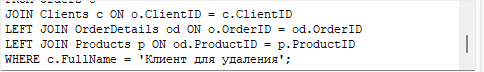 JOIN Clients c ON o.ClientID = c.ClientID
LEFT JOIN OrderDetails od ON o.OrderID = od.OrderID
LEFT JOIN Products p ON od.ProductID = p.ProductID
WHERE c.FullName = 'Клиент для удаления';